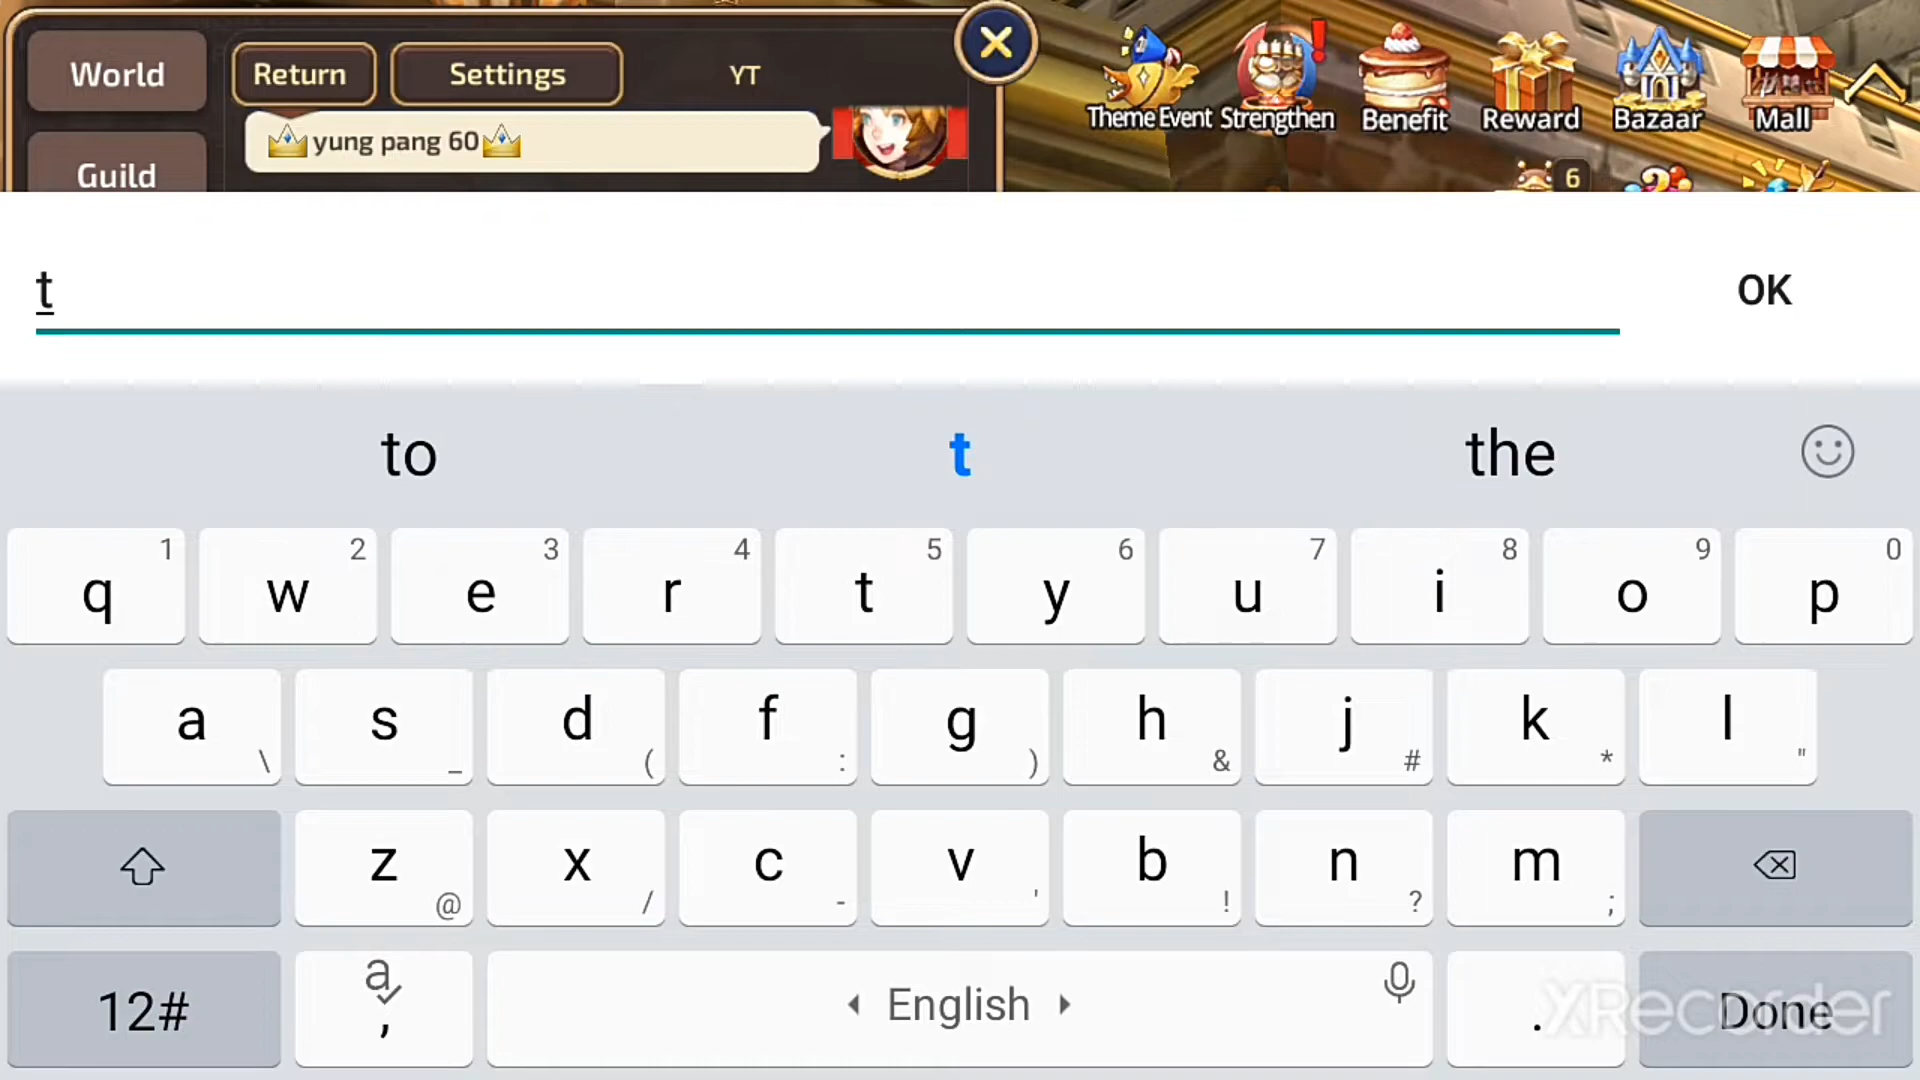 World
Return
Settings
YT
Theme Event
Strengthen
Benefit
Reward
Bazaar
Mall
yung pang 60
Guild
6
t
OK
to
t
the
1 2 3 4 5 6 7 8 9 0
q w e r t y u i o p
a s d f g h j k l
\ _ ( : ) & # * "
z x c v b n m
@ / - ' ! ? ;
12#
a
,
English
.
Done
XRecorder